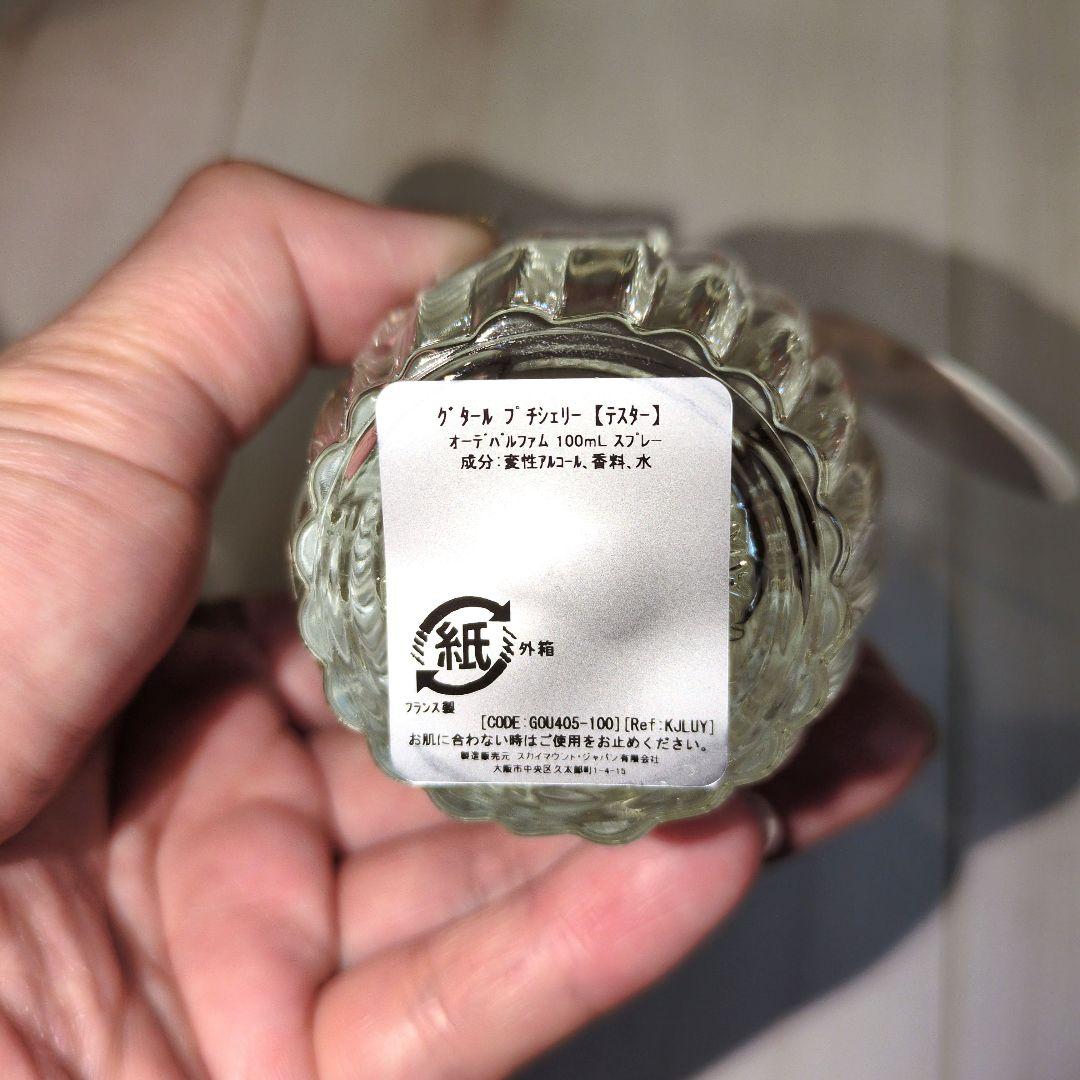 グタール プチシェリー【テスター】
オーデパルファム 100mL スプレー
成分:変性アルコール、香料、水
紙 外箱
フランス製
[CODE:GOU405-100][Ref:KJLUY]
お肌に合わない時はご使用をお止めください。
製造販売元 スカイマウント・ジャパン有限会社
大阪市中央区久太郎町1-4-15